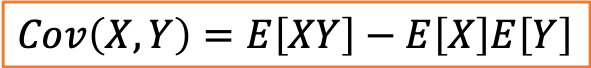 Cov(X,Y) = E[XY] − E[X]E[Y]